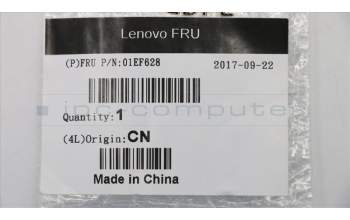 Lenovo FRU
(P)FRU P/N:01EF628 2017-09-22
Quantity:1
(4L)Origin:CN
Made in China